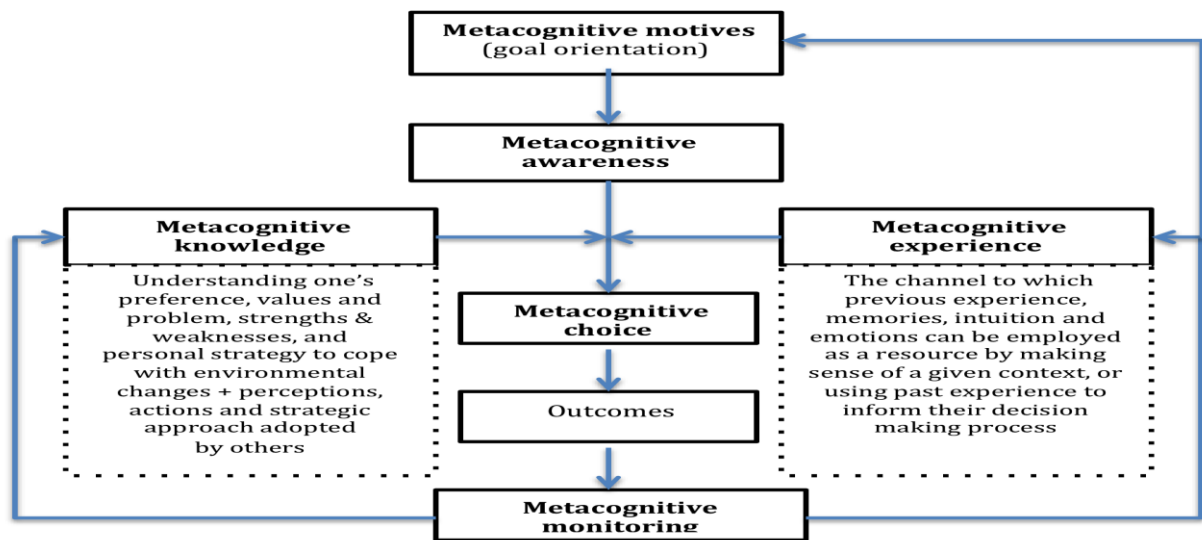 Metacognitive motives
(goal orientation)
Metacognitive
awareness
Metacognitive
knowledge
Understanding one's
preference, values and
problem, strengths &
weaknesses, and
personal strategy to cope
with environmental
changes + perceptions,
actions and strategic
approach adopted
by others
Metacognitive
experience
The channel to which
previous experience,
memories, intuition and
emotions can be employed
as a resource by making
sense of a given context, or
using past experience to
inform their decision
making process
Metacognitive
choice
Outcomes
Metacognitive
monitoring